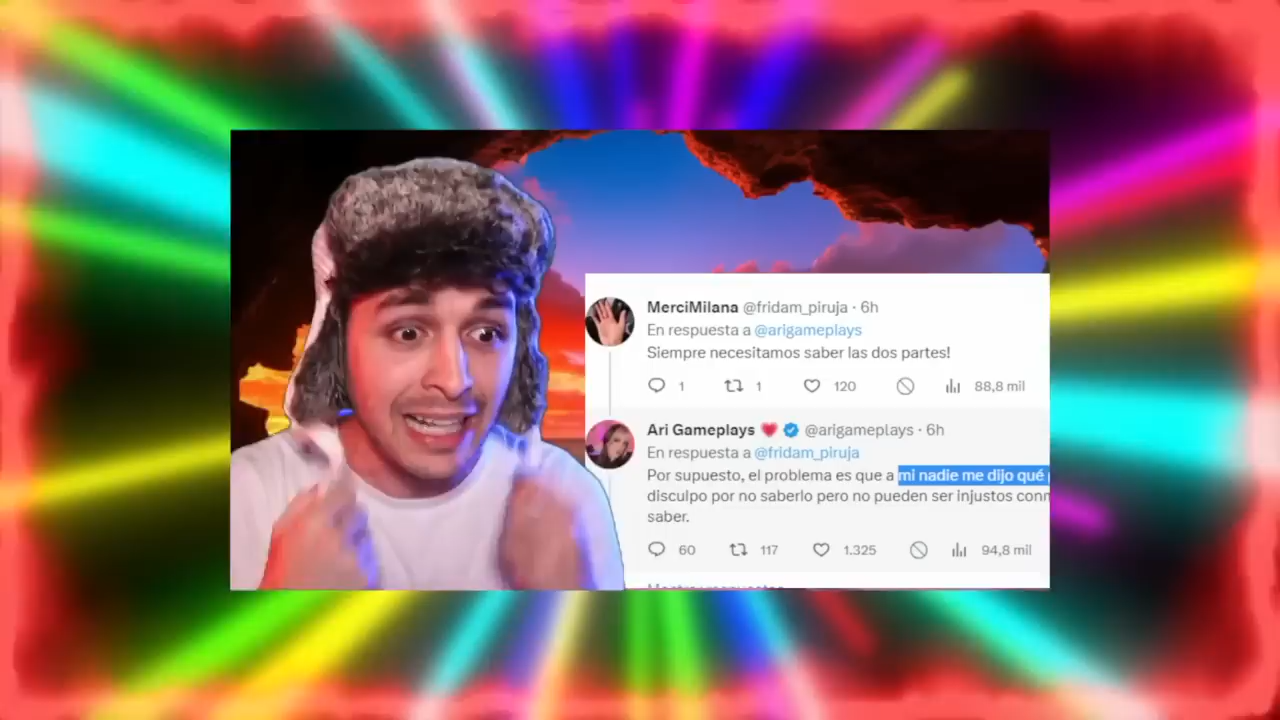 MerciMilana @fridam_piruja · 6h
En respuesta a @arigameplays
Siempre necesitamos saber las dos partes!
1 1 120 88,8 mil
Ari Gameplays @arigameplays · 6h
En respuesta a @fridam_piruja
Por supuesto, el problema es que a mi nadie me dijo qué
disculpo por no saberlo pero no pueden ser injustos
saber.
60 117 1.325 94,8 mil